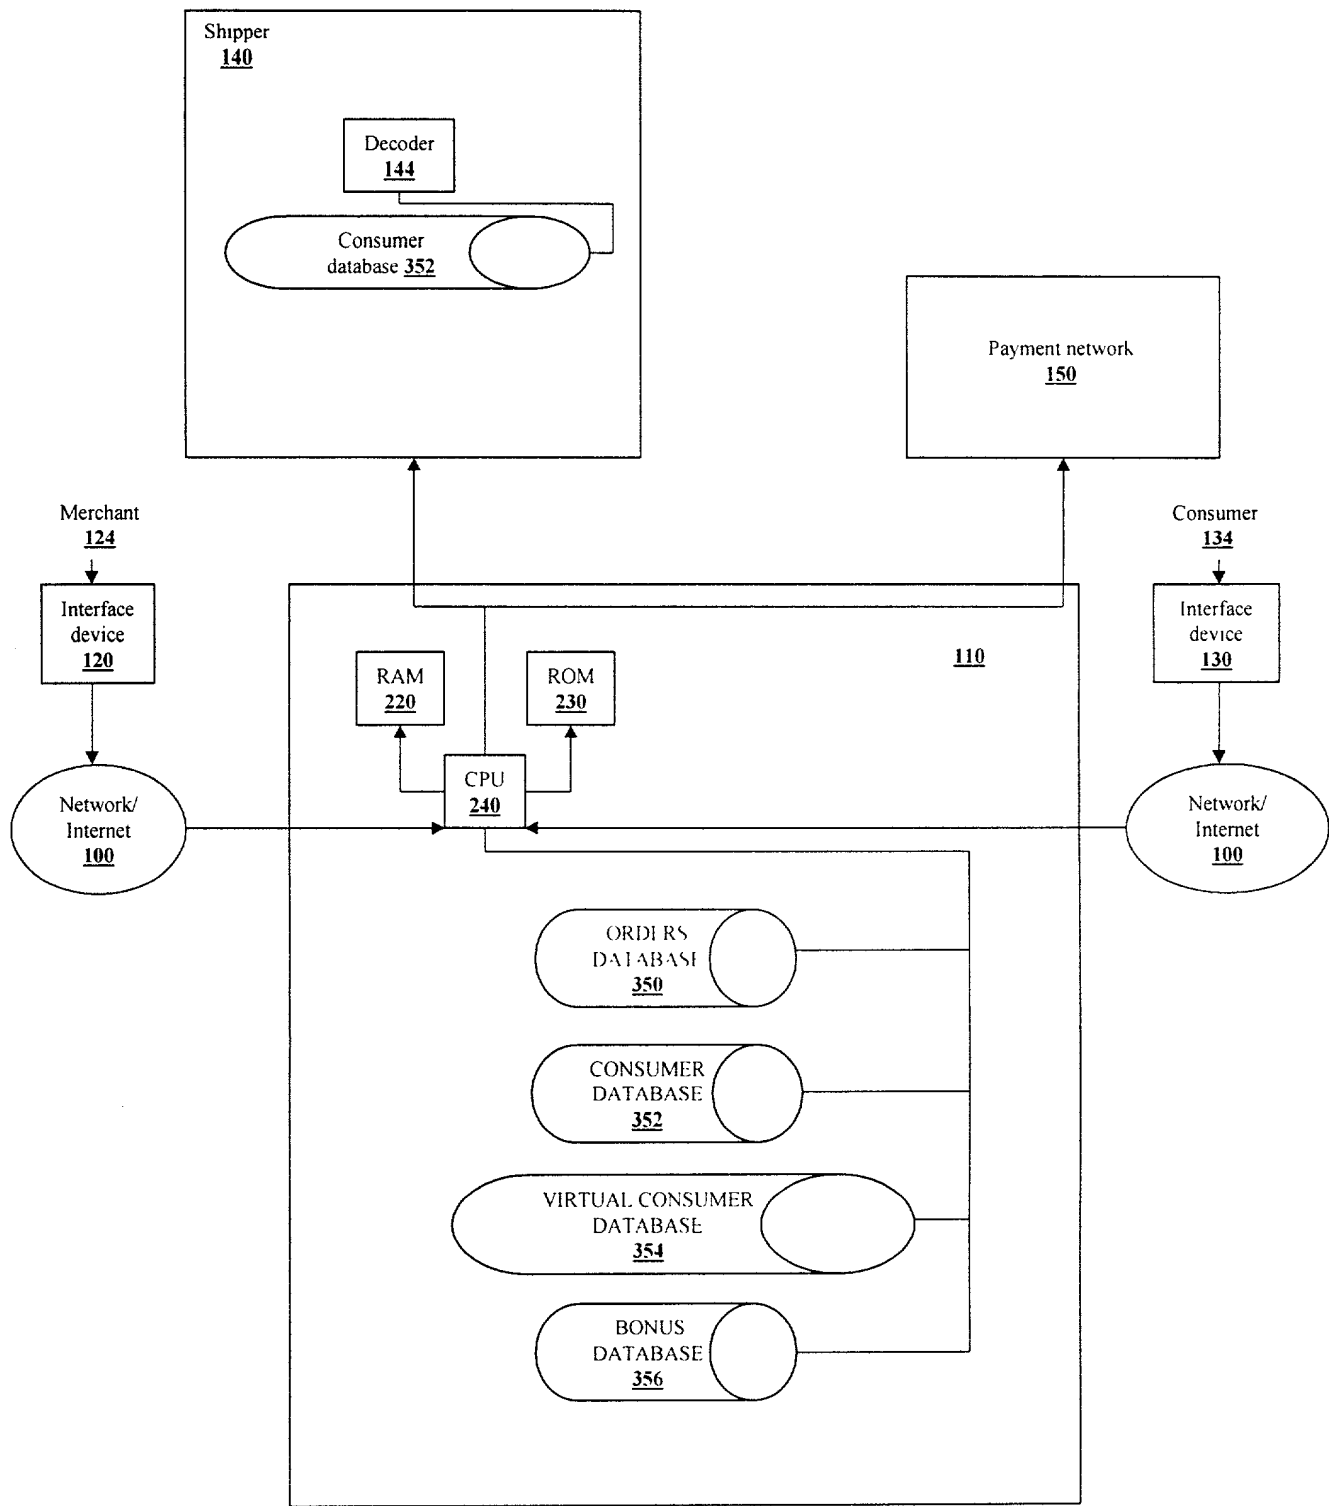 Shipper
140
Decoder
144
Consumer
database 352
Payment network
150
Merchant
124
Interface
device
120
Network/
Internet
100
Consumer
134
Interface
device
130
Network/
Internet
100
110
RAM
220
ROM
230
CPU
240
ORDERS
DATABASE
350
CONSUMER
DATABASE
352
VIRTUAL CONSUMER
DATABASE
354
BONUS
DATABASE
356